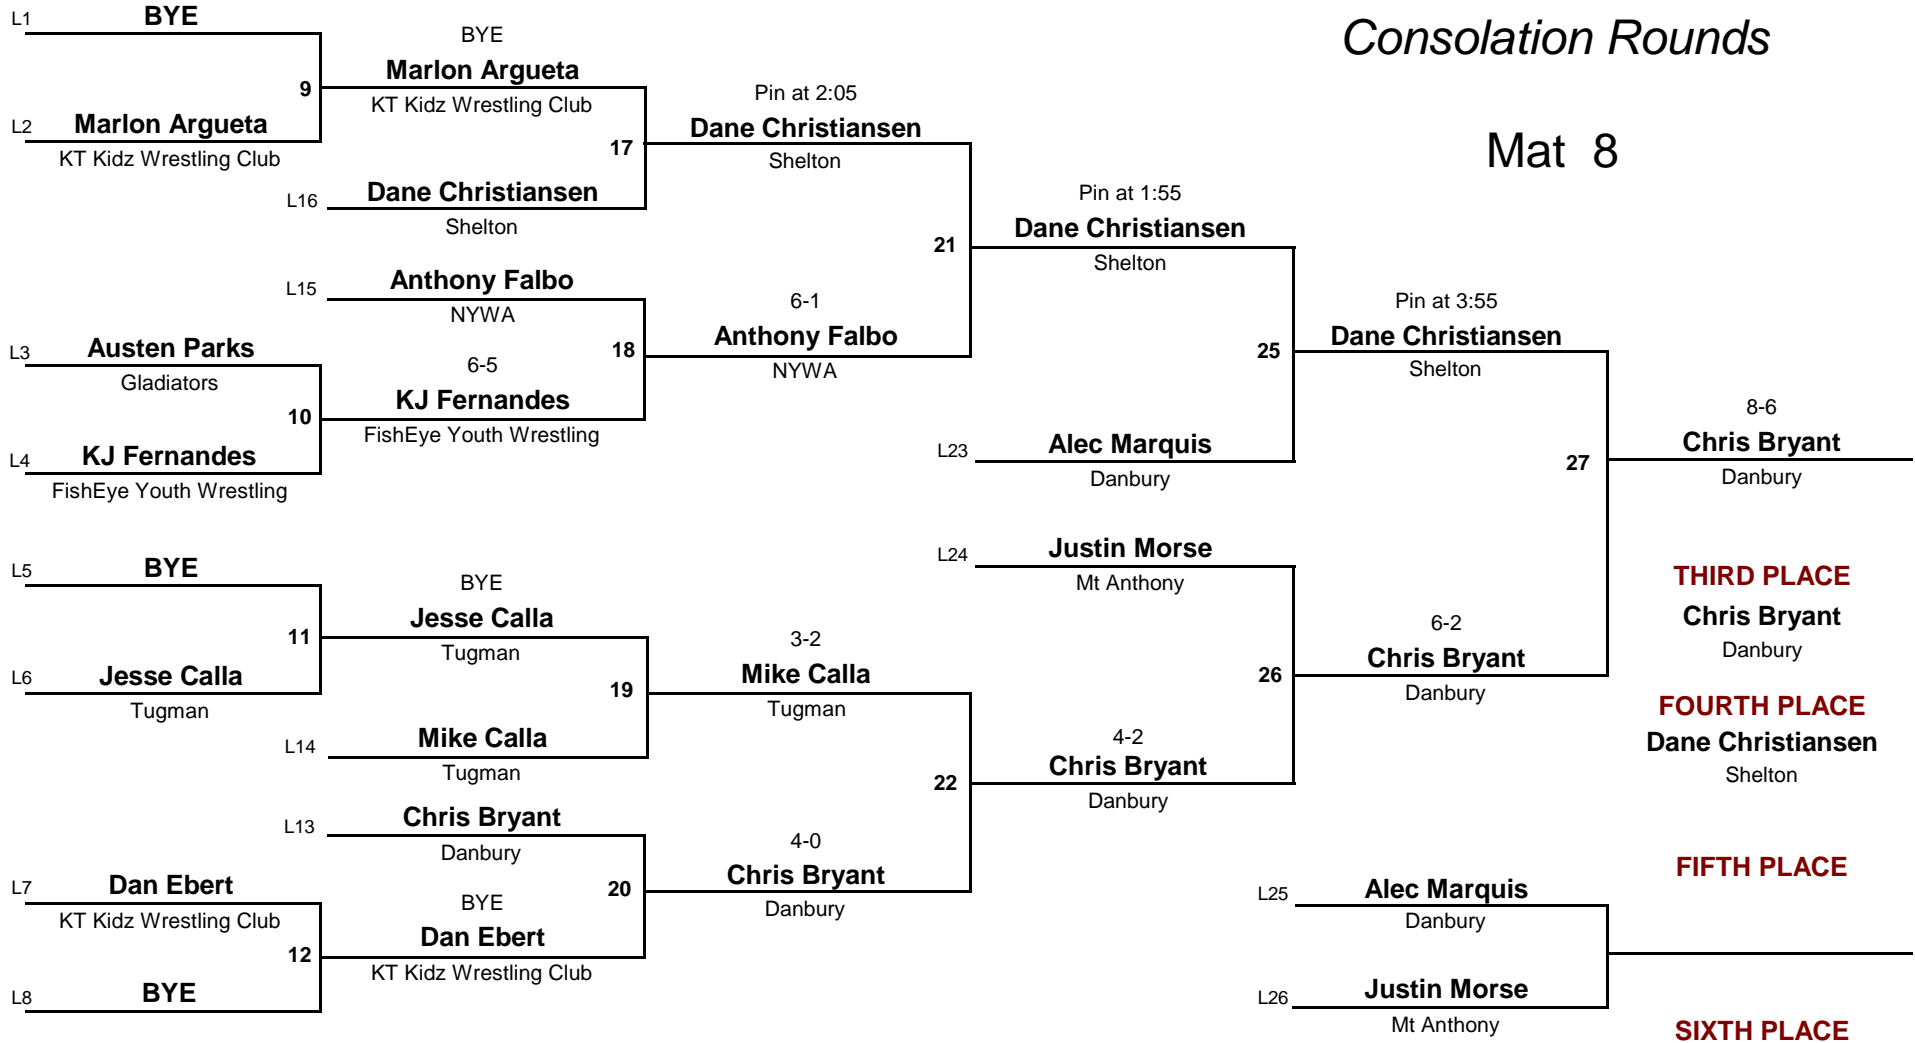 Consolation Rounds
Mat 8
L1 BYE
9
L2 Marlon Argueta
KT Kidz Wrestling Club
BYE
Marlon Argueta
KT Kidz Wrestling Club
17
L16 Dane Christiansen
Shelton
Pin at 2:05
Dane Christiansen
Shelton
L15 Anthony Falbo
NYWA
L3 Austen Parks
Gladiators
10
L4 KJ Fernandes
FishEye Youth Wrestling
6-5
KJ Fernandes
FishEye Youth Wrestling
18
6-1
Anthony Falbo
NYWA
21
Pin at 1:55
Dane Christiansen
Shelton
25
L23 Alec Marquis
Danbury
Pin at 3:55
Dane Christiansen
Shelton
L5 BYE
11
L6 Jesse Calla
Tugman
BYE
Jesse Calla
Tugman
19
L14 Mike Calla
Tugman
3-2
Mike Calla
Tugman
L13 Chris Bryant
Danbury
L7 Dan Ebert
KT Kidz Wrestling Club
12
L8 BYE
BYE
Dan Ebert
KT Kidz Wrestling Club
20
4-0
Chris Bryant
Danbury
22
L24 Justin Morse
Mt Anthony
4-2
Chris Bryant
Danbury
26
6-2
Chris Bryant
Danbury
27
8-6
Chris Bryant
Danbury
THIRD PLACE
Chris Bryant
Danbury
FOURTH PLACE
Dane Christiansen
Shelton
FIFTH PLACE
L25 Alec Marquis
Danbury
L26 Justin Morse
Mt Anthony
SIXTH PLACE